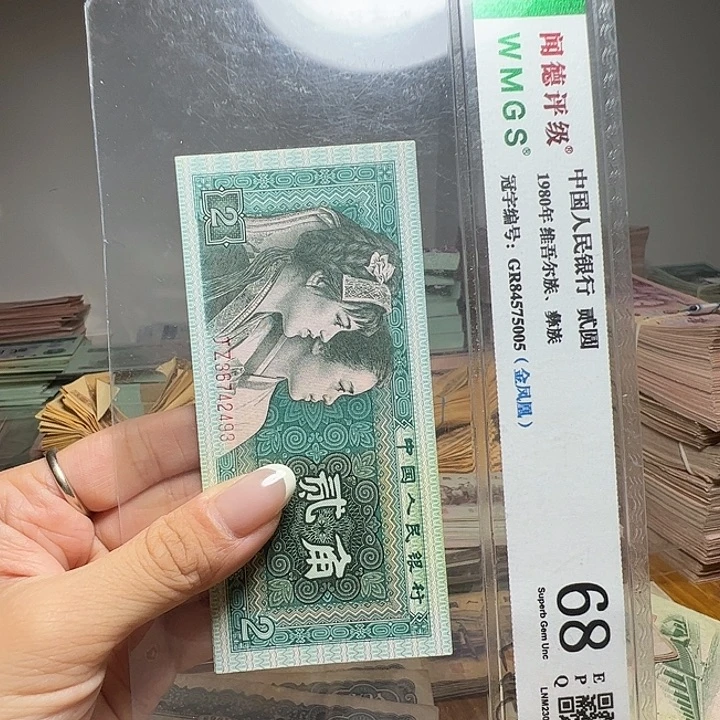 闻德评级®
WMGS®
中国人民银行 贰圆
1980年 维吾尔族、彝族
冠字编号：GR84575005（金凤凰）
68
EPQ
Superb Gem Unc
LNM230
中国人民银行
贰角
2
2
JZ36742493